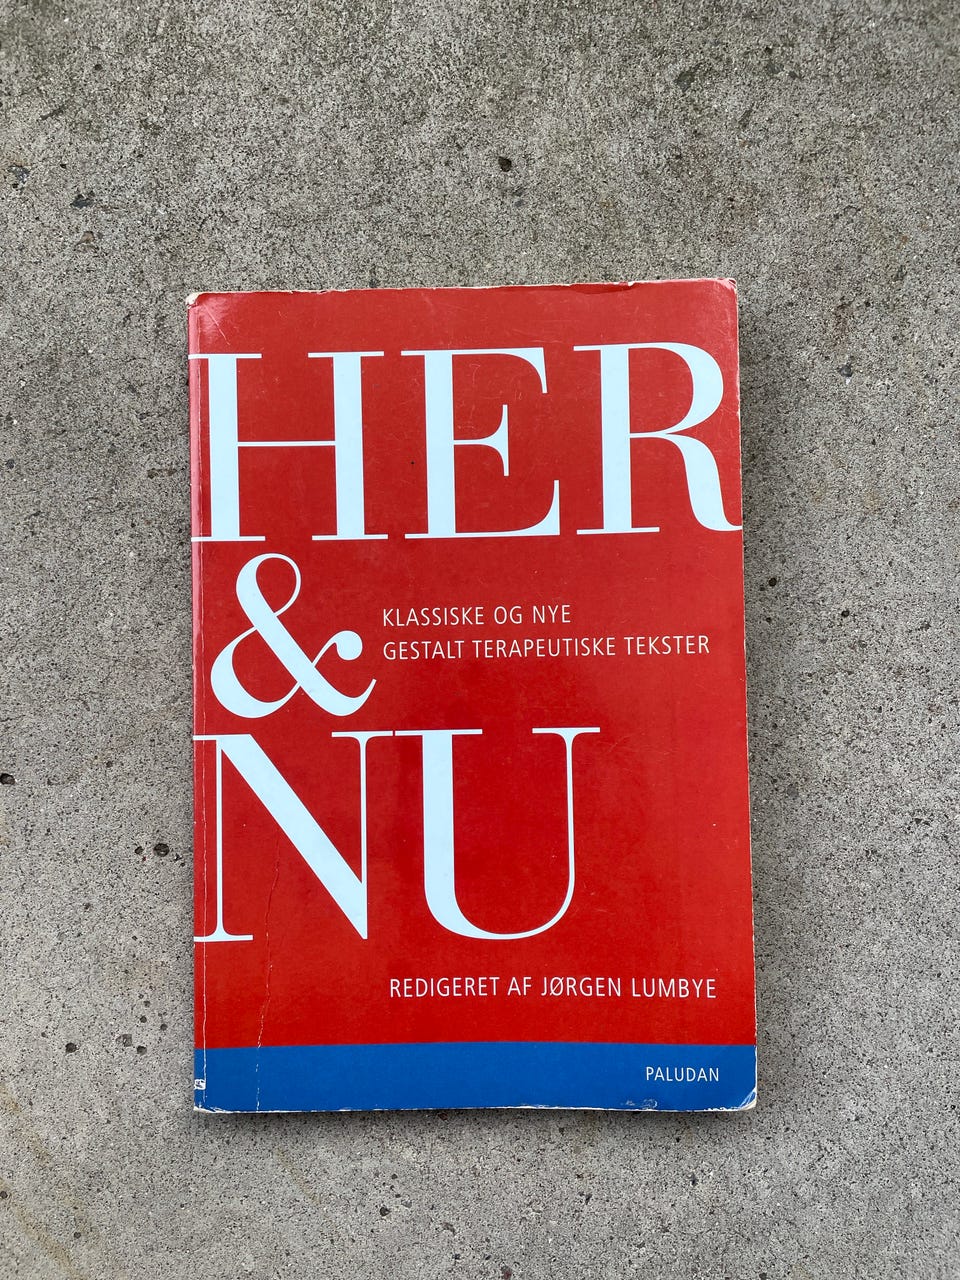 HER
&
KLASSISKE OG NYE
GESTALT TERAPEUTISKE TEKSTER
NU
REDIGERET AF JØRGEN LUMBYE
PALUDAN